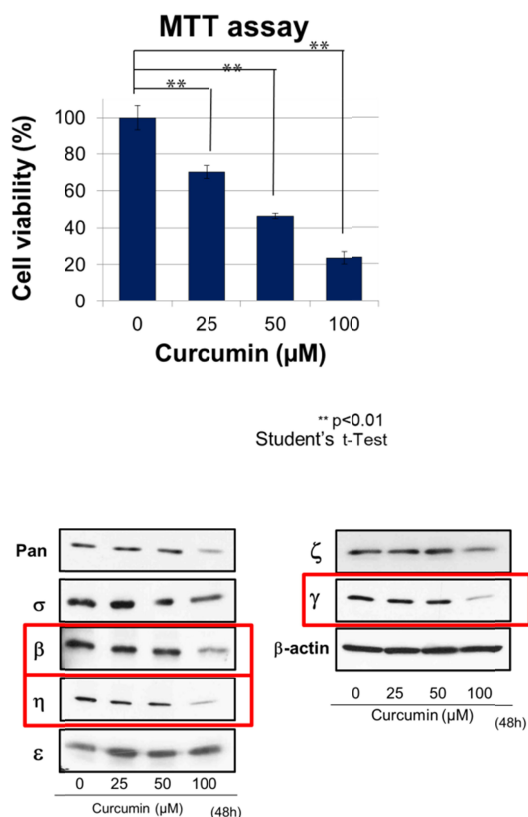 MTT assay
**
**
**
Cell viability (%)
100
80
60
40
20
0
0 25 50 100
Curcumin (µM)
** p<0.01
Student's t-Test
Pan
σ
β
η
ε
0 25 50 100
Curcumin (µM) (48h)
ζ
γ
β-actin
0 25 50 100
Curcumin (µM) (48h)